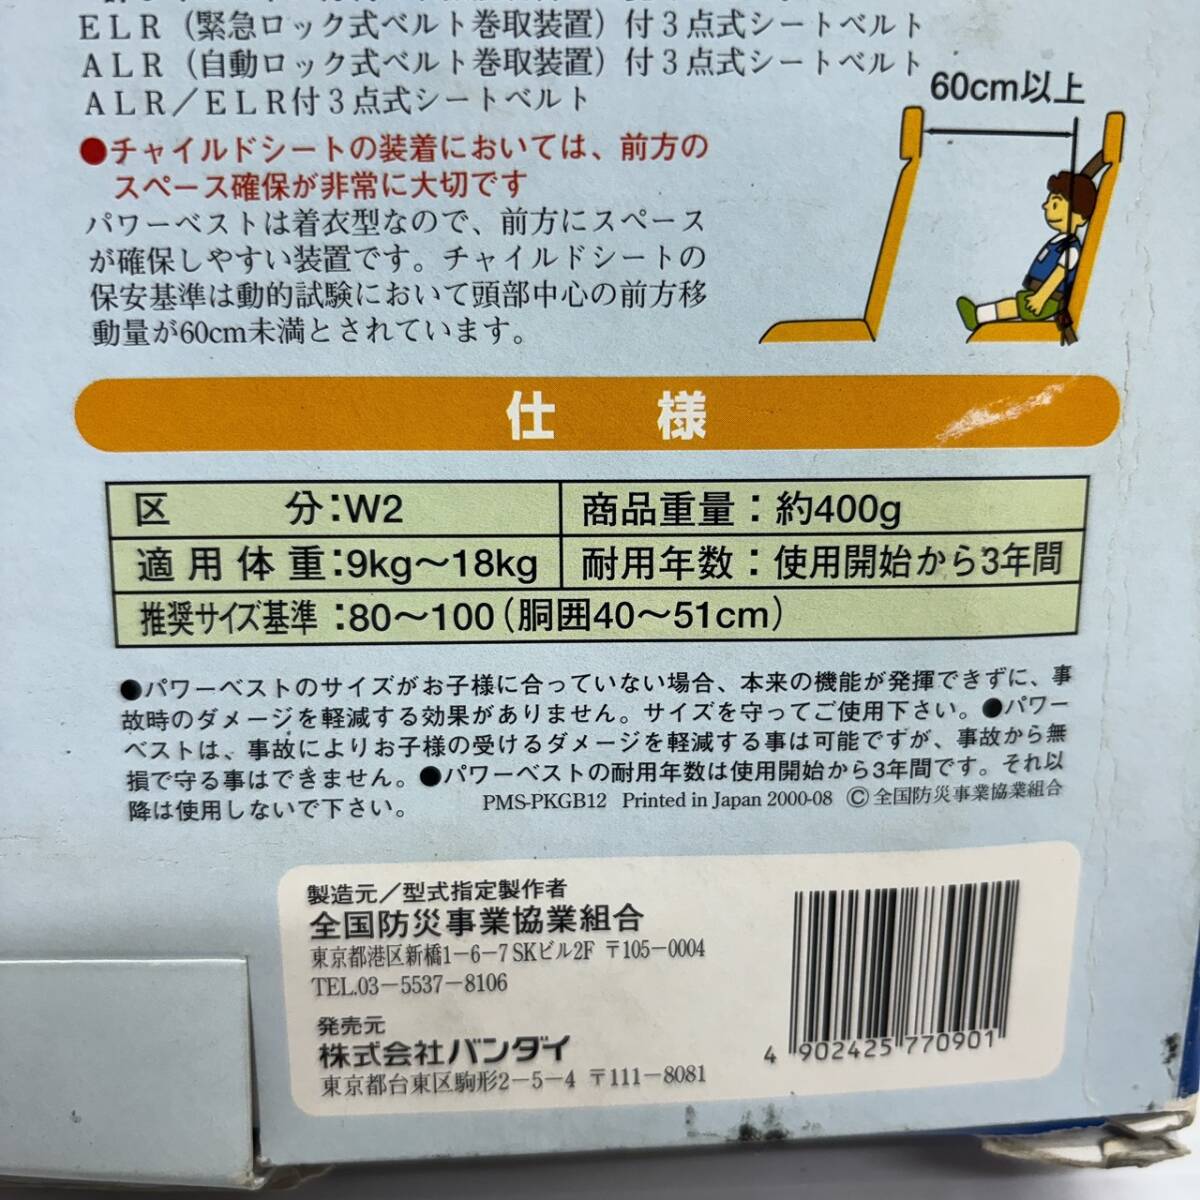 ELR（緊急ロック式ベルト巻取装置）付３点式シートベルト
ALR（自動ロック式ベルト巻取装置）付３点式シートベルト
ALR／ELR付３点式シートベルト
60cm以上
●チャイルドシートの装着においては、前方の
スペース確保が非常に大切です
パワーベストは着衣型なので、前方にスペース
が確保しやすい装置です。チャイルドシートの
保安基準は動的試験において頭部中心の前方移
動量が60cm未満とされています。
仕　様
区　分：W2　商品重量：約400g
適用体重：9kg〜18kg　耐用年数：使用開始から3年間
推奨サイズ基準：80〜100（胴囲40〜51cm）
●パワーベストのサイズがお子様に合っていない場合、本来の機能が発揮できずに、事
故時のダメージを軽減する効果がありません。サイズを守ってご使用下さい。●パワー
ベストは、事故によりお子様の受けるダメージを軽減する事は可能ですが、事故から無
損で守る事はできません。●パワーベストの耐用年数は使用開始から3年間です。それ以
降は使用しないで下さい。
PMS-PKGB12 Printed in Japan 2000-08 ©全国防災事業協業組合
製造元／型式指定製作者
全国防災事業協業組合
東京都港区新橋1−6−7 SKビル2F 〒105−0004
TEL.03−5537−8106
発売元
株式会社バンダイ
東京都台東区駒形2−5−4 〒111−8081
4 902425 770901